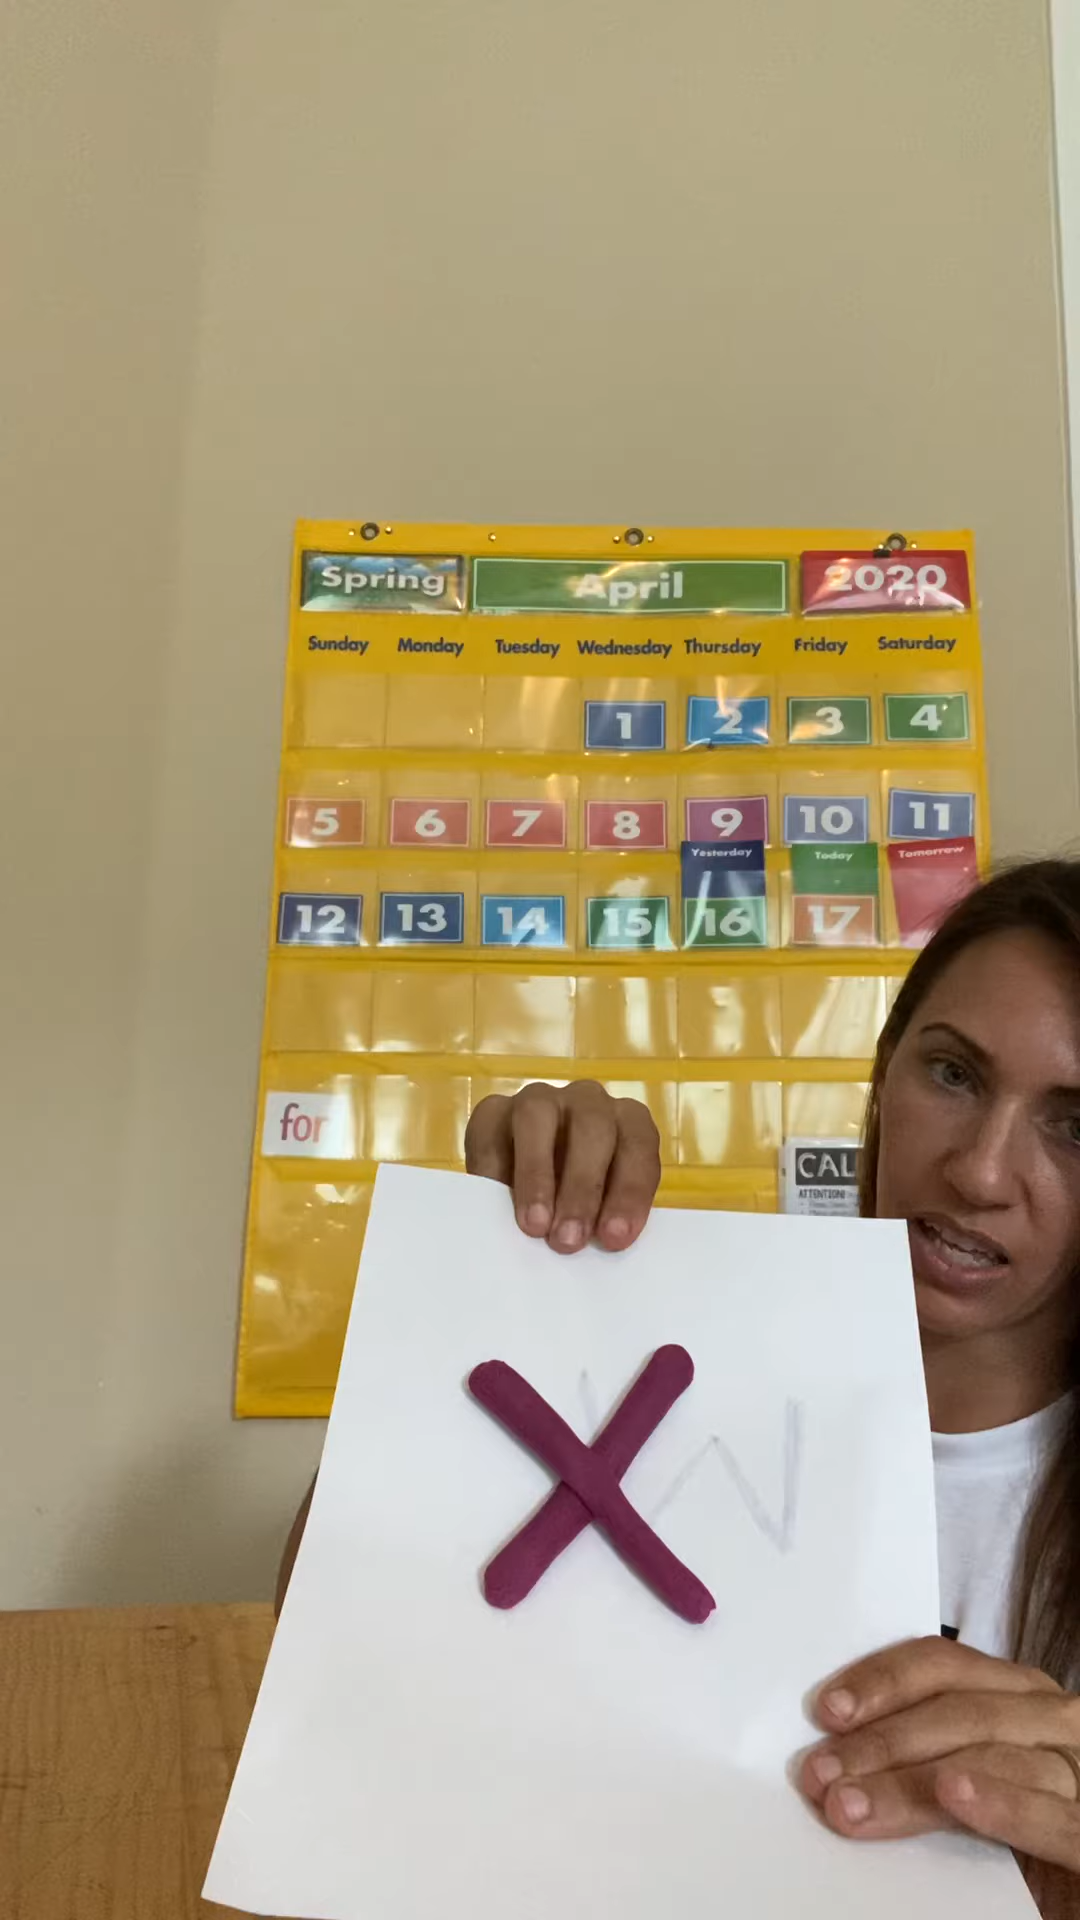 Spring April 2020
Sunday Monday Tuesday Wednesday Thursday Friday Saturday
1 2 3 4
5 6 7 8 9 10 11
Yesterday Today Tomorrow
12 13 14 15 16 17
for
CAL
ATTENTION!
X